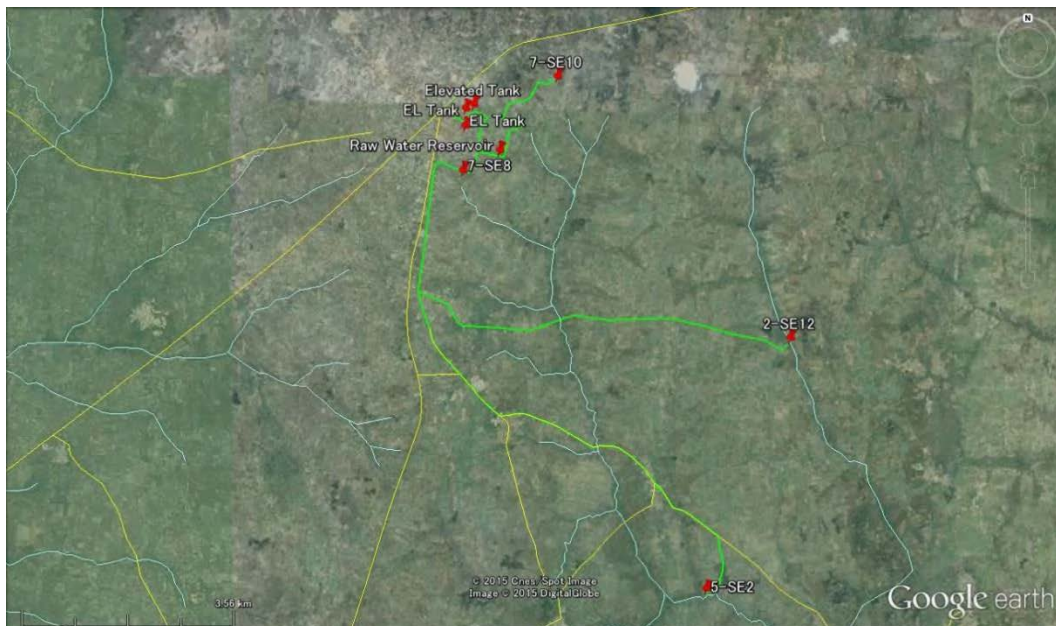 N
7-SE10
Elevated Tank
EL Tank
EL Tank
Raw Water Reservoir
7-SE8
2-SE12
5-SE2
© 2015 Cnes/Spot Image
Image © 2015 DigitalGlobe
3.56 km
Google earth